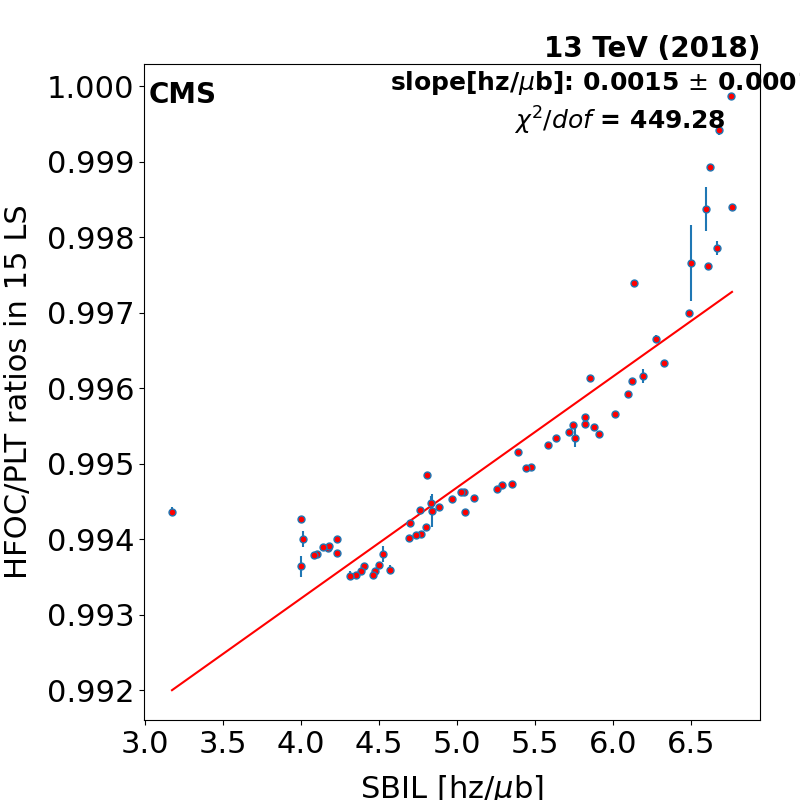 13 TeV (2018)
CMS
slope[hz/μb]: 0.0015 ± 0.000
χ²/dof = 449.28
HFOC/PLT ratios in 15 LS
1.000
0.999
0.998
0.997
0.996
0.995
0.994
0.993
0.992
3.0 3.5 4.0 4.5 5.0 5.5 6.0 6.5
SBIL [hz/μb]